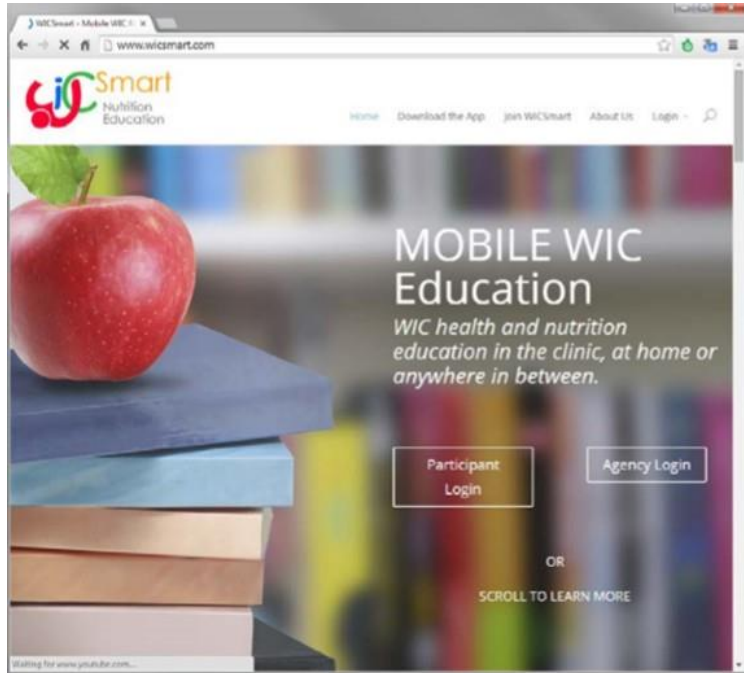 WICSmart - Mobile WIC
www.wicsmart.com
wiC Smart
Nutrition
Education
Home Download the App Join WICSmart About Us Login
MOBILE WIC
Education
WIC health and nutrition
education in the clinic, at home or
anywhere in between.
Participant
Login
Agency Login
OR
SCROLL TO LEARN MORE
Waiting for www.youtube.com...